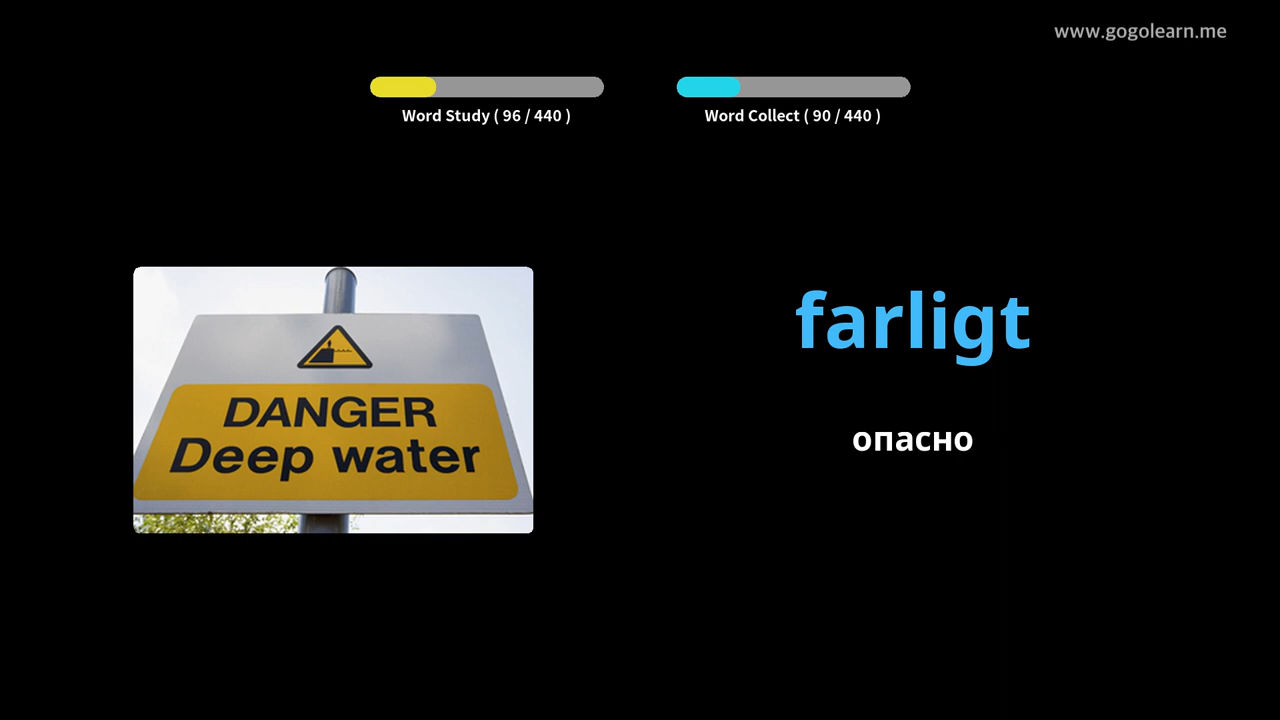 www.gogolearn.me
Word Study ( 96 / 440 )
Word Collect ( 90 / 440 )
DANGER
Deep water
farligt
опасно